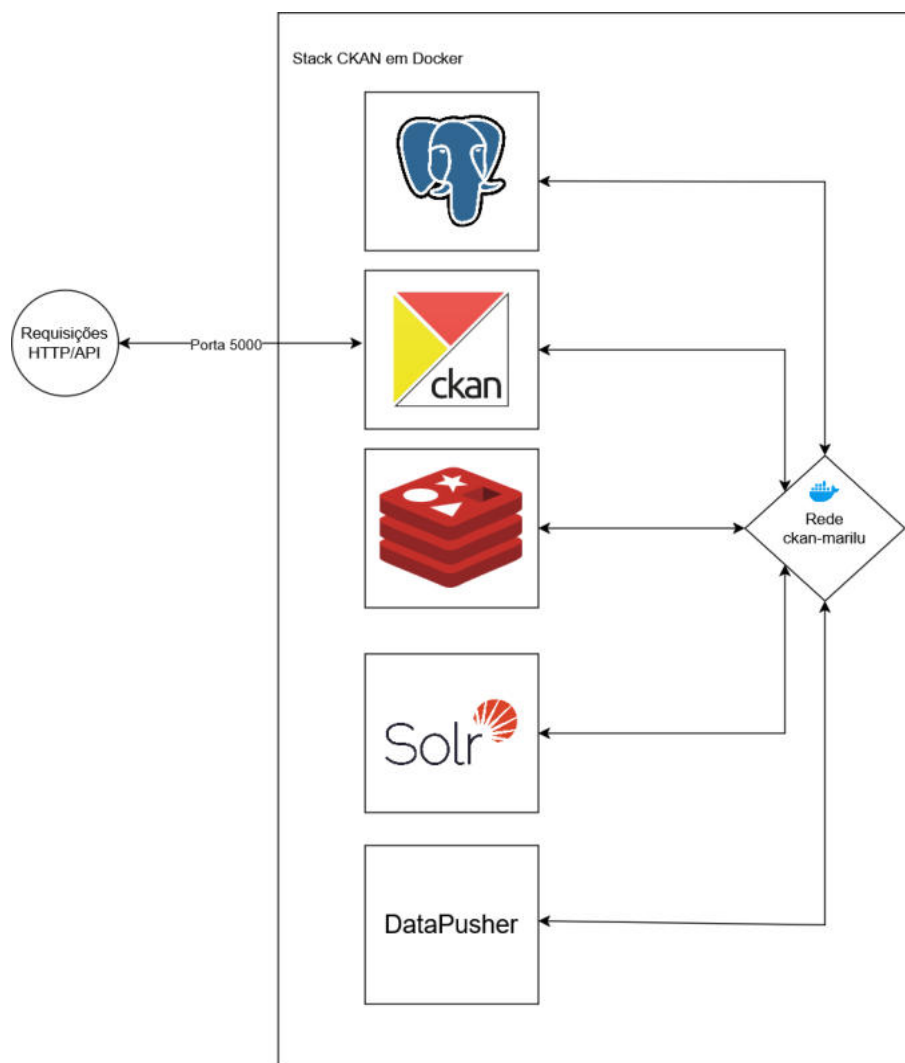 Stack CKAN em Docker
Requisições
HTTP/API
Porta 5000
ckan
Rede
ckan-marilu
Solr
DataPusher